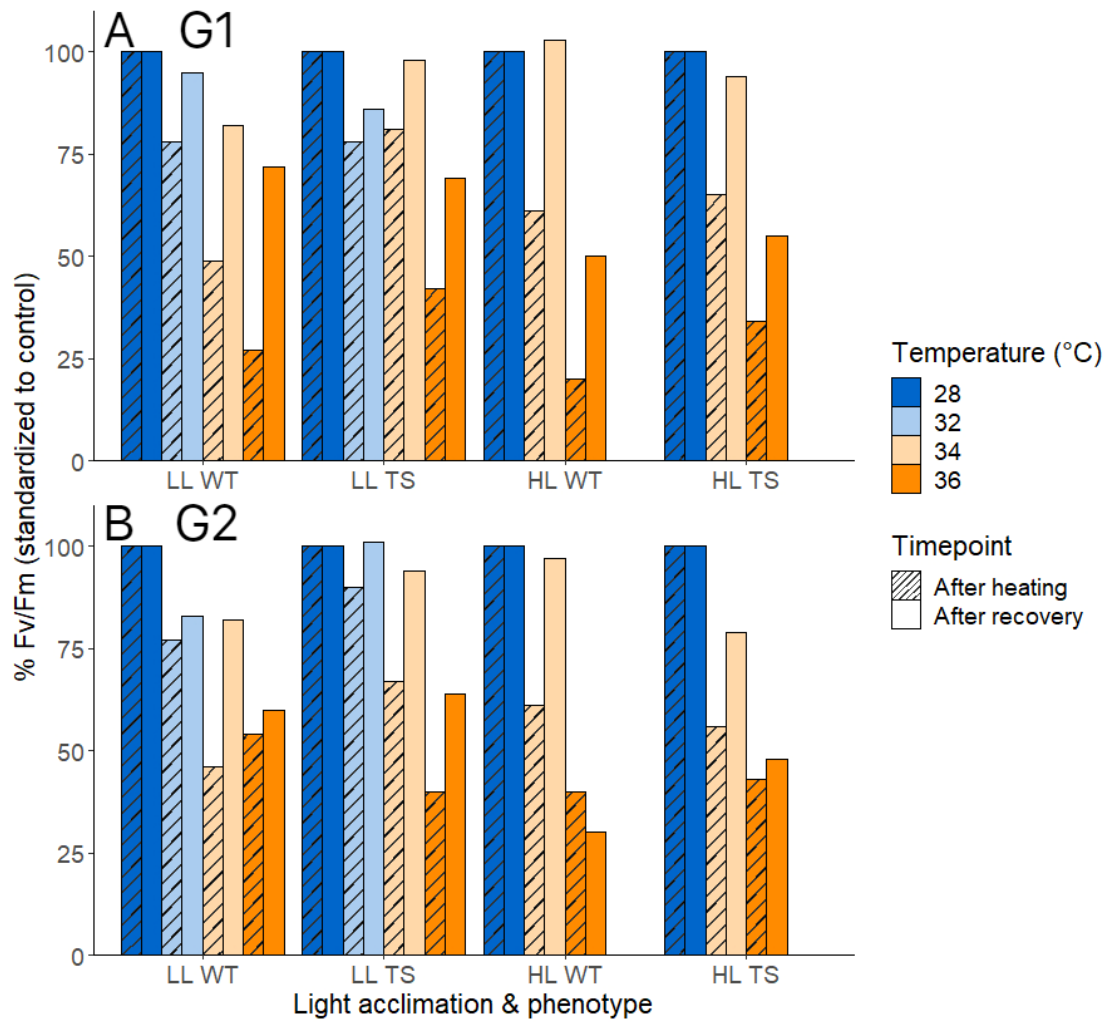 A G1
100
75
50
25
0
LL WT LL TS HL WT HL TS
B G2
100
75
50
25
0
LL WT LL TS HL WT HL TS
Light acclimation & phenotype
% Fv/Fm (standardized to control)
Temperature (°C)
28
32
34
36
Timepoint
After heating
After recovery